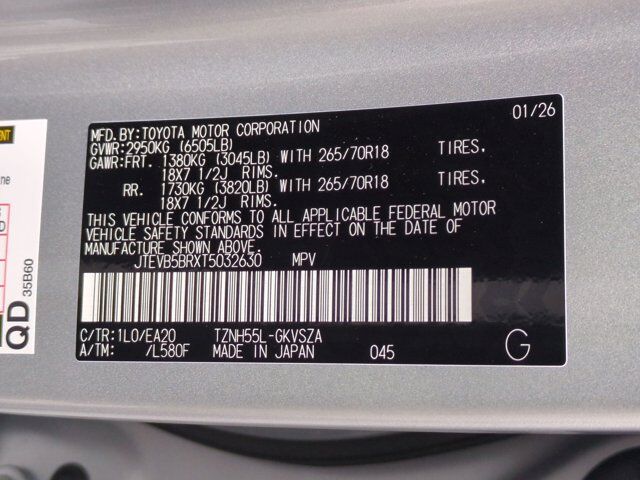 01/26
MFD.BY:TOYOTA MOTOR CORPORATION
GVWR:2950KG (6505LB)
GAWR:FRT. 1380KG (3045LB) WITH 265/70R18 TIRES.
18X7 1/2J RIMS.
RR. 1730KG (3820LB) WITH 265/70R18 TIRES.
18X7 1/2J RIMS.
THIS VEHICLE CONFORMS TO ALL APPLICABLE FEDERAL MOTOR
VEHICLE SAFETY STANDARDS IN EFFECT ON THE DATE OF
MANUFACTURE SHOWN ABOVE.
JTEVB5BRXT5032630 MPV
C/TR:1L0/EA20 TZNH55L-GKVSZA
A/TM: /L580F MADE IN JAPAN 045 G
QD
35B60